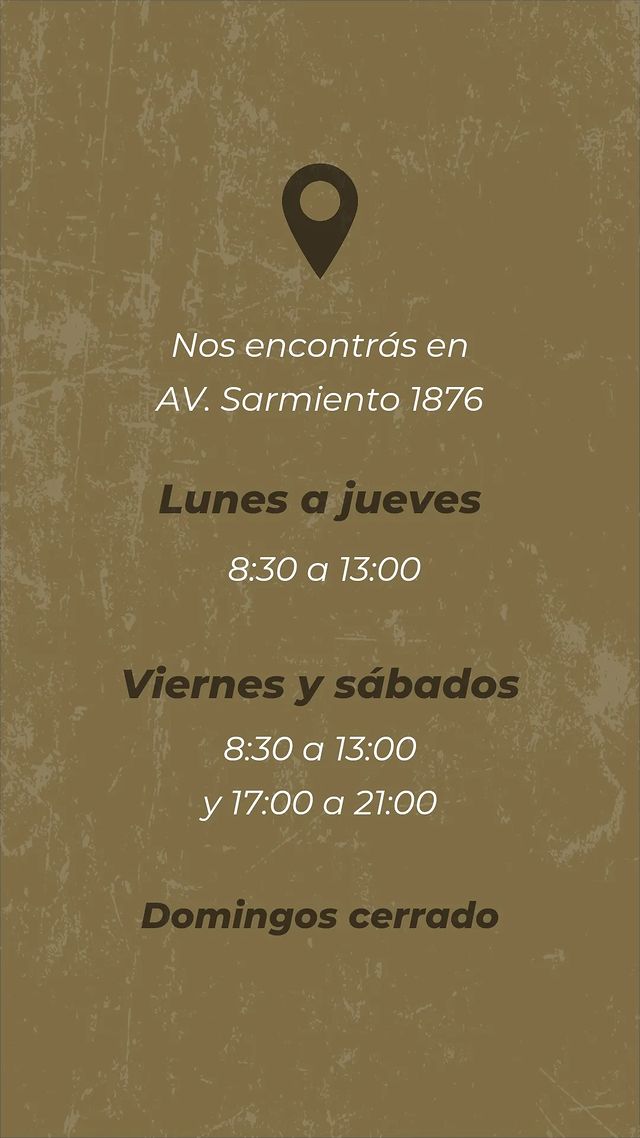 Nos encontrás en
AV. Sarmiento 1876
Lunes a jueves
8:30 a 13:00
Viernes y sábados
8:30 a 13:00
y 17:00 a 21:00
Domingos cerrado